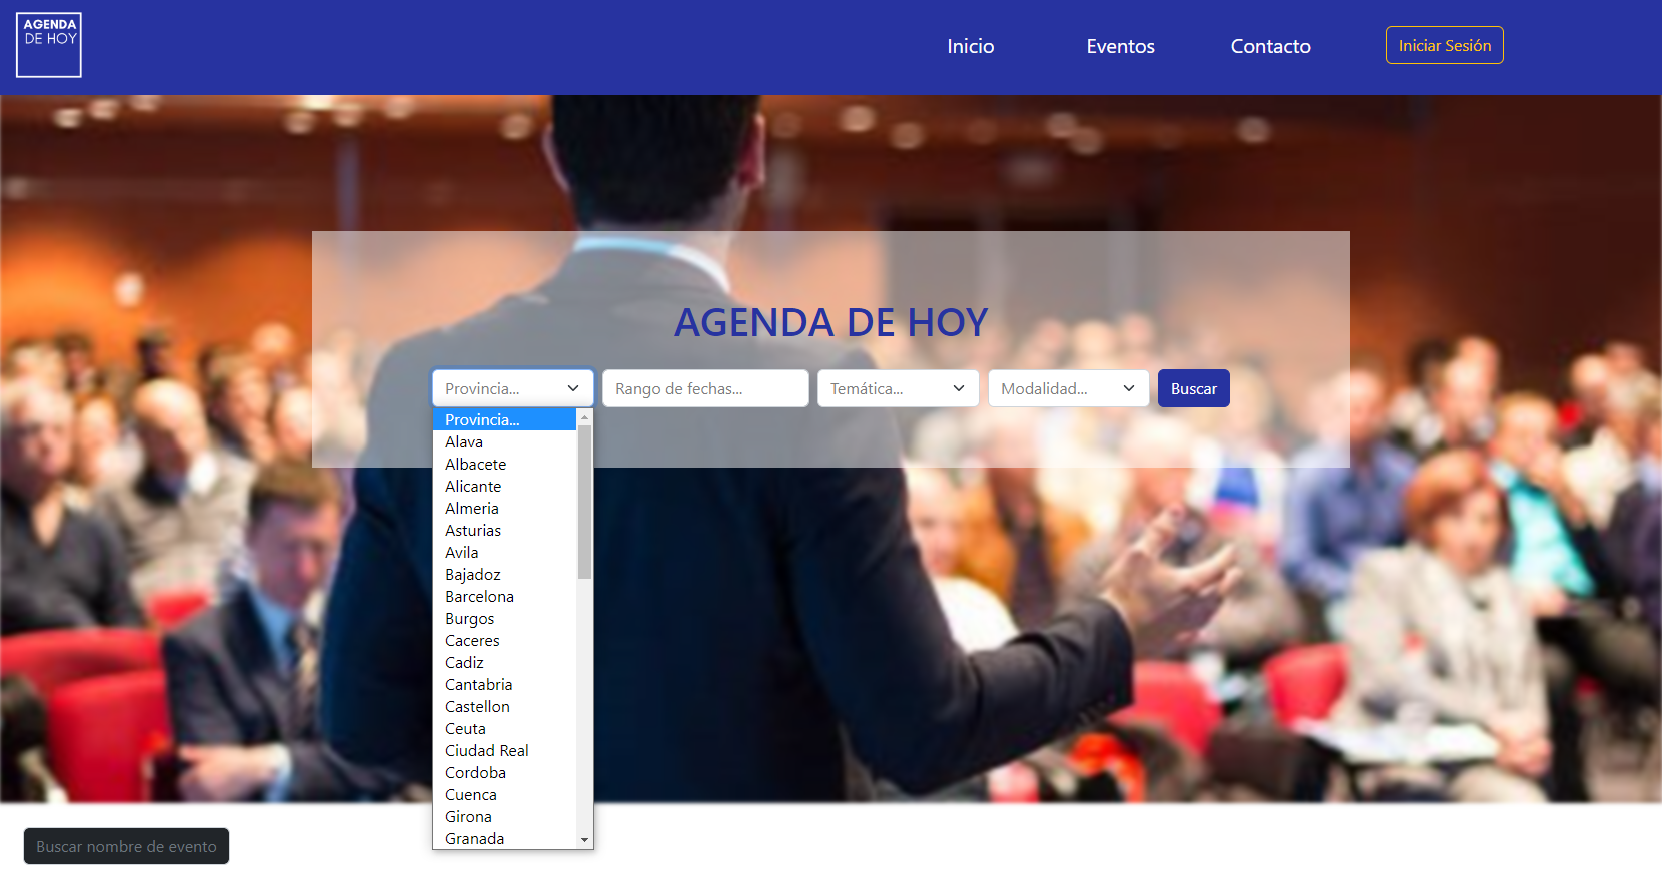 AGENDA
DE HOY
Inicio
Eventos
Contacto
Iniciar Sesión
AGENDA DE HOY
Provincia...
Rango de fechas...
Temática...
Modalidad...
Buscar
Provincia...
Alava
Albacete
Alicante
Almeria
Asturias
Avila
Bajadoz
Barcelona
Burgos
Caceres
Cadiz
Cantabria
Castellon
Ceuta
Ciudad Real
Cordoba
Cuenca
Girona
Granada
Buscar nombre de evento